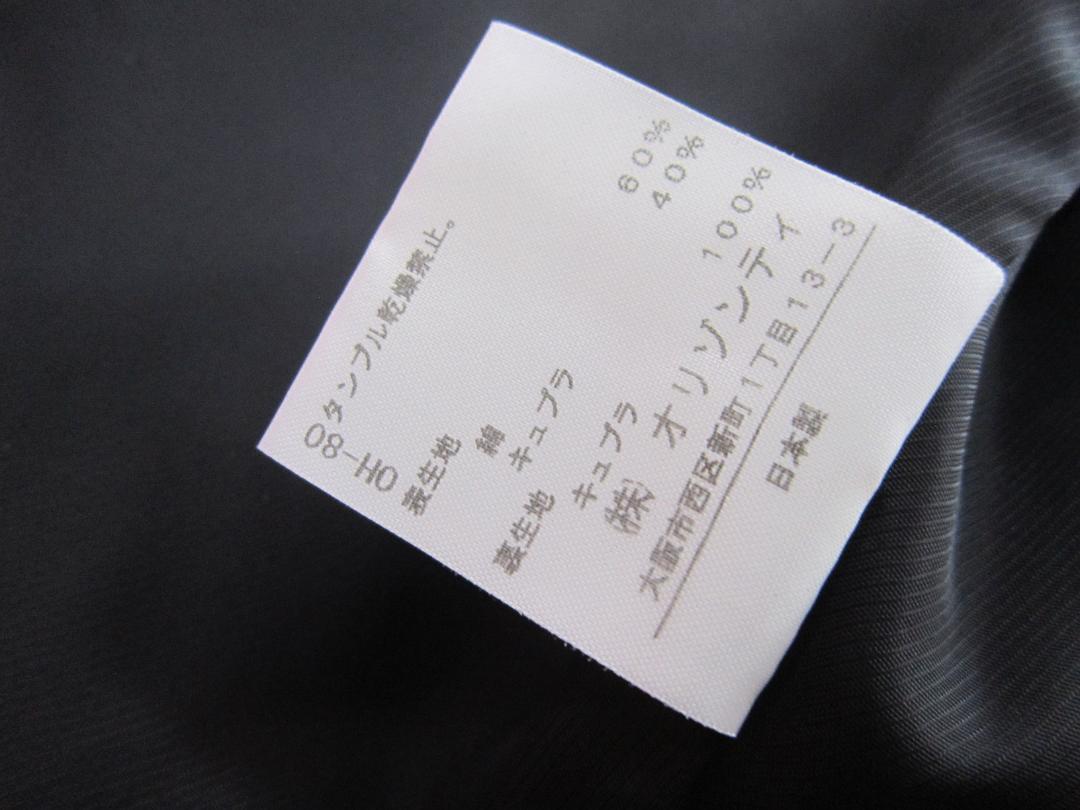 タンブル乾燥禁止。
表生地
綿 60%
キュプラ 40%
裏生地
キュプラ 100%
㈱ オリゾンティ
大阪市西区新町1丁目13-3
日本製